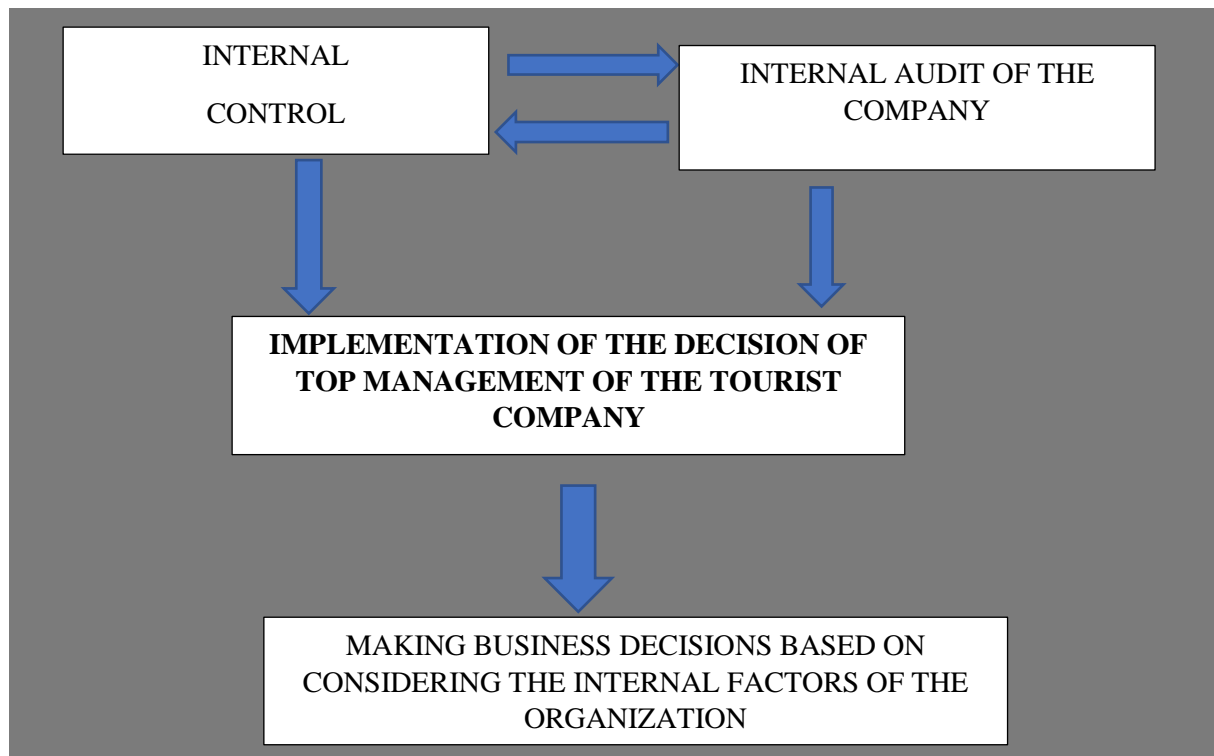 INTERNAL
CONTROL
INTERNAL AUDIT OF THE
COMPANY
IMPLEMENTATION OF THE DECISION OF
TOP MANAGEMENT OF THE TOURIST
COMPANY
MAKING BUSINESS DECISIONS BASED ON
CONSIDERING THE INTERNAL FACTORS OF THE
ORGANIZATION